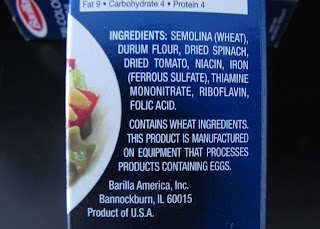 Barilla
Fat 9 • Carbohydrate 4 • Protein 4
INGREDIENTS: SEMOLINA (WHEAT),
DURUM FLOUR, DRIED SPINACH,
DRIED TOMATO, NIACIN, IRON
(FERROUS SULFATE), THIAMINE
MONONITRATE, RIBOFLAVIN,
FOLIC ACID.
CONTAINS WHEAT INGREDIENTS.
THIS PRODUCT IS MANUFACTURED
ON EQUIPMENT THAT PROCESSES
PRODUCTS CONTAINING EGGS.
Barilla America, Inc.
Bannockburn, IL 60015
Product of U.S.A.